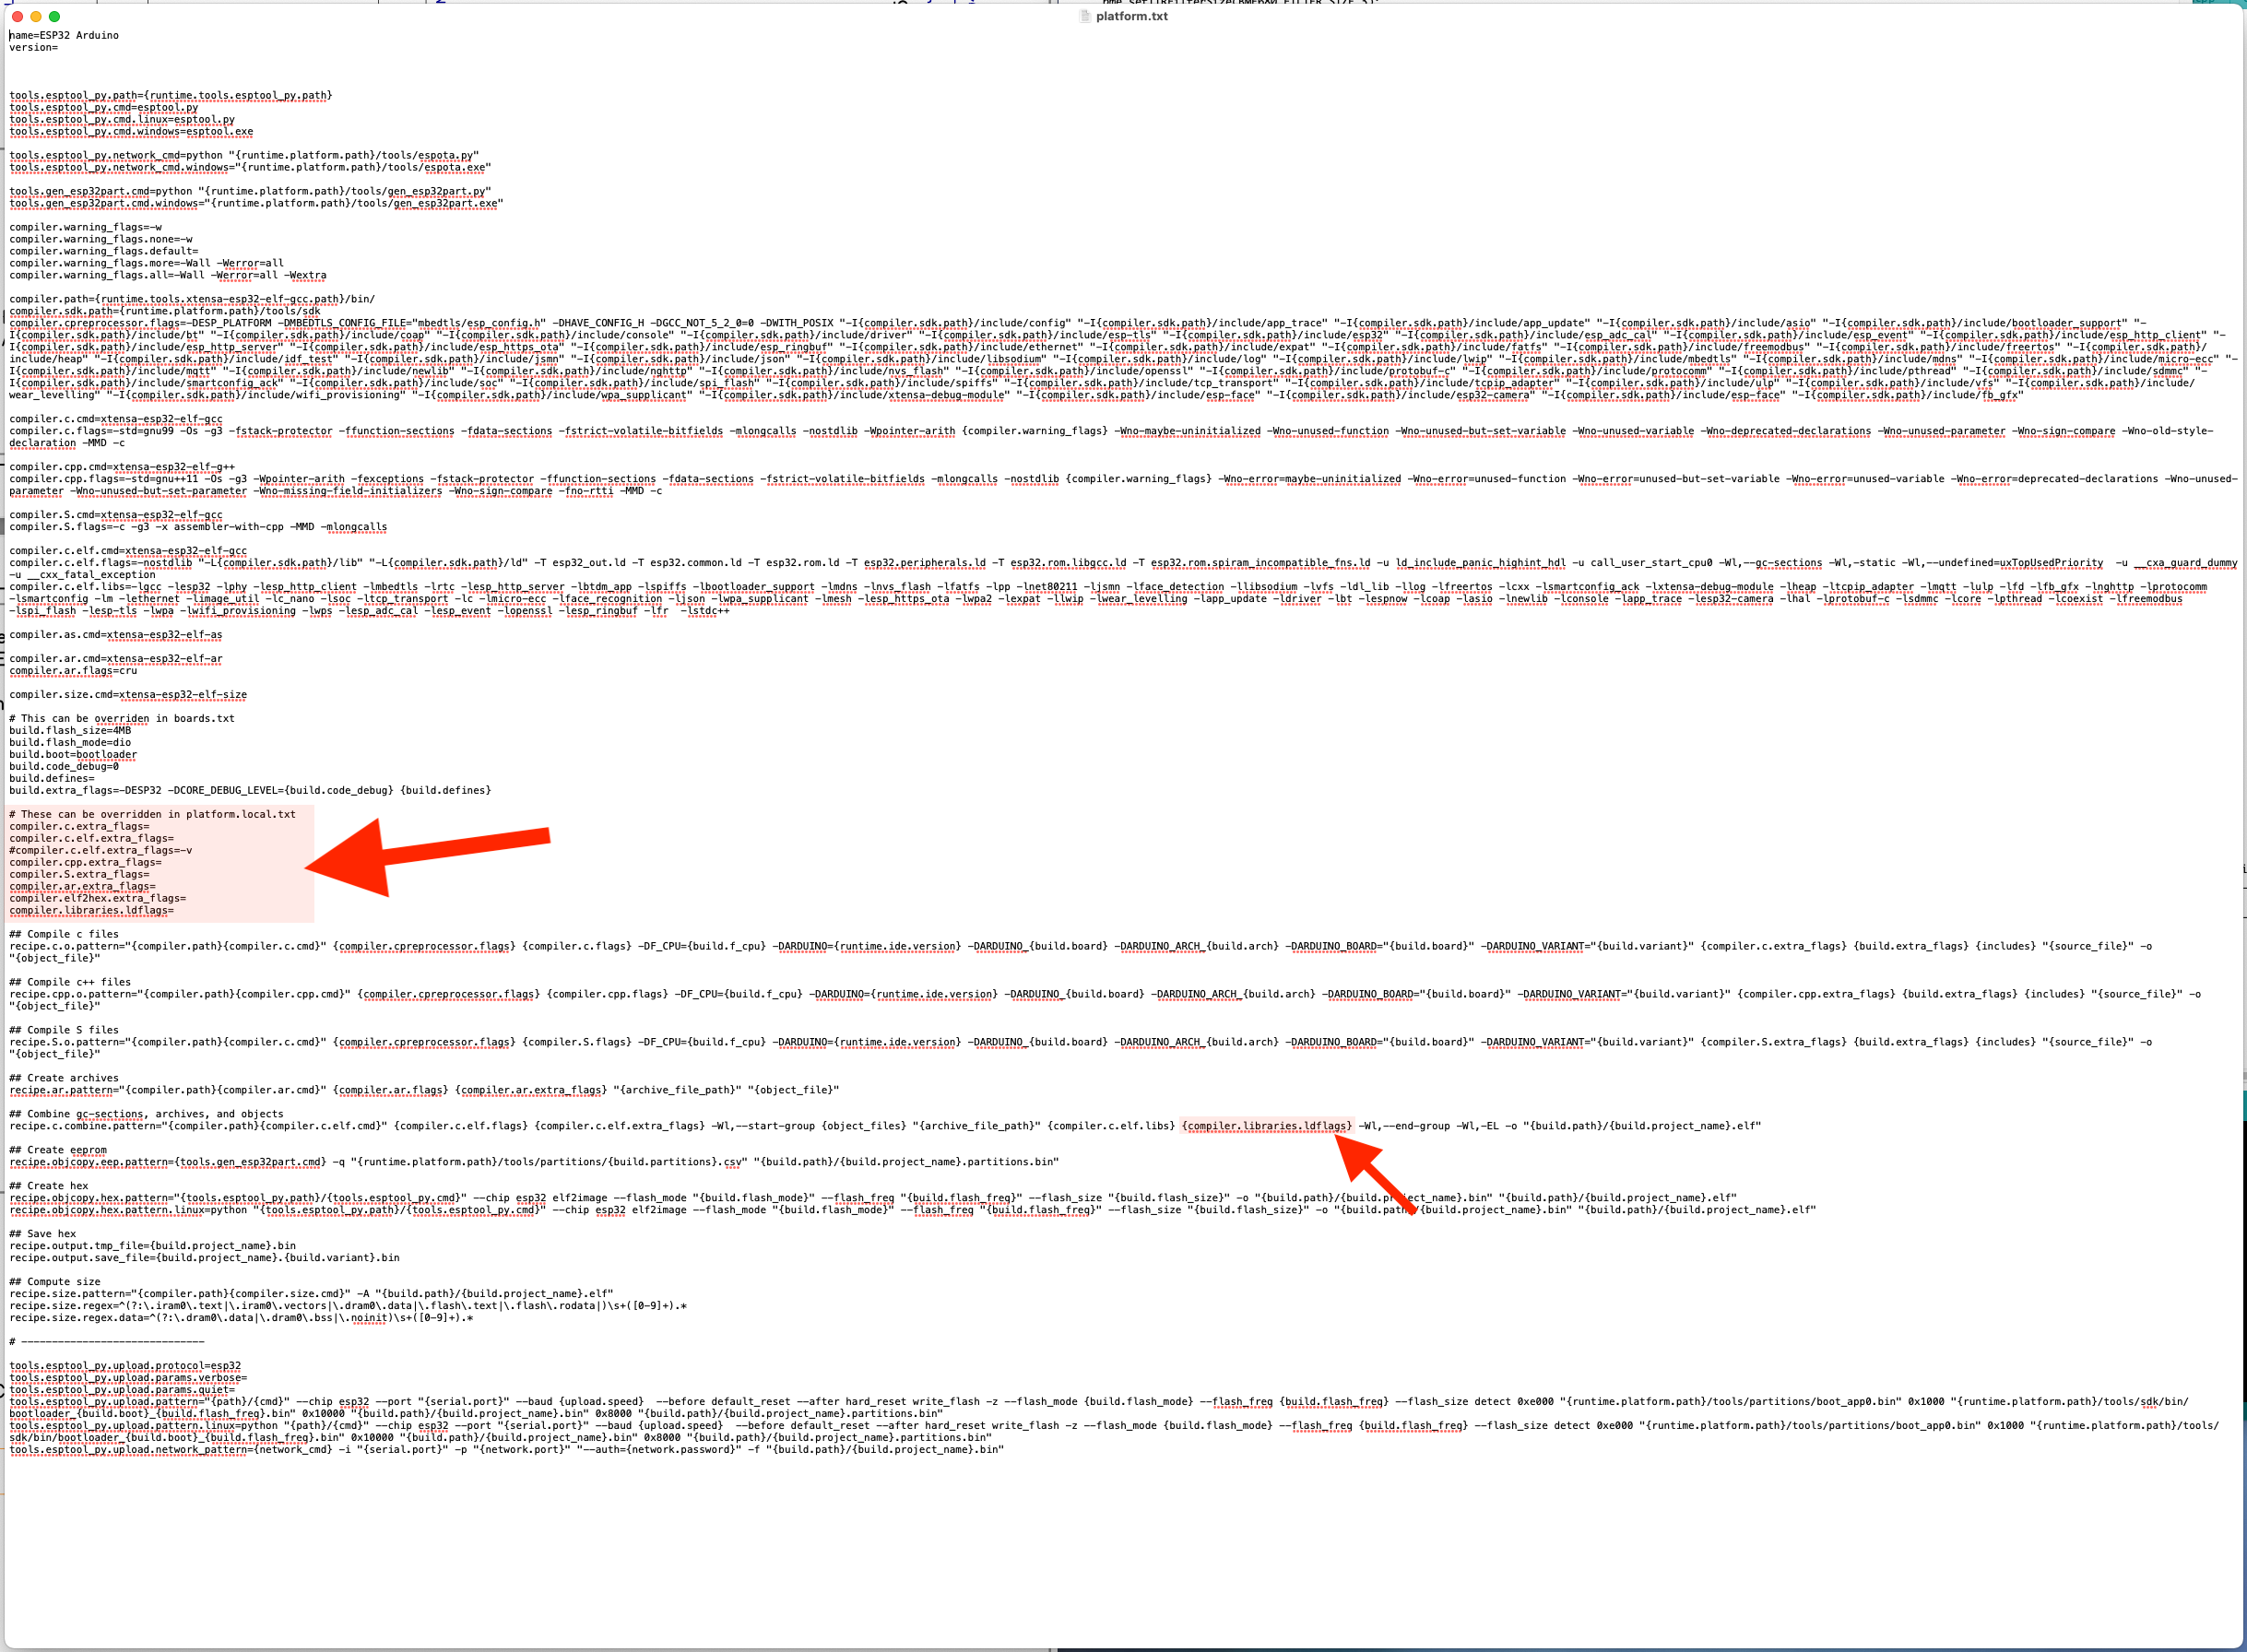 platform.txt
name=ESP32 Arduino
version=
tools.esptool_py.path={runtime.tools.esptool_py.path}
tools.esptool_py.cmd=esptool.py
tools.esptool_py.cmd.linux=esptool.py
tools.esptool_py.cmd.windows=esptool.exe
tools.esptool_py.network_cmd=python "{runtime.platform.path}/tools/espota.py"
tools.esptool_py.network_cmd.windows="{runtime.platform.path}/tools/espota.exe"
tools.gen_esp32part.cmd=python "{runtime.platform.path}/tools/gen_esp32part.py"
tools.gen_esp32part.cmd.windows="{runtime.platform.path}/tools/gen_esp32part.exe"
compiler.warning_flags=-w
compiler.warning_flags.none=-w
compiler.warning_flags.default=
compiler.warning_flags.more=-Wall -Werror=all
compiler.warning_flags.all=-Wall -Werror=all -Wextra
compiler.path={runtime.tools.xtensa-esp32-elf-gcc.path}/bin/
compiler.sdk.path={runtime.platform.path}/tools/sdk
compiler.cpreprocessor.flags=-DESP_PLATFORM -DMBEDTLS_CONFIG_FILE="mbedtls/esp_config.h" -DHAVE_CONFIG_H -DGCC_NOT_5_2_0=0 -DWITH_POSIX "-I{compiler.sdk.path}/include/config" "-I{compiler.sdk.path}/include/app_trace" "-I{compiler.sdk.path}/include/app_update" "-I{compiler.sdk.path}/include/asio" "-I{compiler.sdk.path}/include/bootloader_support" "-
I{compiler.sdk.path}/include/bt" "-I{compiler.sdk.path}/include/coap" "-I{compiler.sdk.path}/include/console" "-I{compiler.sdk.path}/include/driver" "-I{compiler.sdk.path}/include/esp-tls" "-I{compiler.sdk.path}/include/esp32" "-I{compiler.sdk.path}/include/esp_adc_cal" "-I{compiler.sdk.path}/include/esp_event" "-I{compiler.sdk.path}/include/esp_http_client" "-
I{compiler.sdk.path}/include/esp_http_server" "-I{compiler.sdk.path}/include/esp_https_ota" "-I{compiler.sdk.path}/include/esp_ringbuf" "-I{compiler.sdk.path}/include/ethernet" "-I{compiler.sdk.path}/include/expat" "-I{compiler.sdk.path}/include/fatfs" "-I{compiler.sdk.path}/include/freemodbus" "-I{compiler.sdk.path}/include/freertos" "-I{compiler.sdk.path}/
include/heap" "-I{compiler.sdk.path}/include/idf_test" "-I{compiler.sdk.path}/include/jsmn" "-I{compiler.sdk.path}/include/json" "-I{compiler.sdk.path}/include/libsodium" "-I{compiler.sdk.path}/include/log" "-I{compiler.sdk.path}/include/lwip" "-I{compiler.sdk.path}/include/mbedtls" "-I{compiler.sdk.path}/include/mdns" "-I{compiler.sdk.path}/include/micro-ecc" "-
I{compiler.sdk.path}/include/mqtt" "-I{compiler.sdk.path}/include/newlib" "-I{compiler.sdk.path}/include/nghttp" "-I{compiler.sdk.path}/include/nvs_flash" "-I{compiler.sdk.path}/include/openssl" "-I{compiler.sdk.path}/include/protobuf-c" "-I{compiler.sdk.path}/include/protocomm" "-I{compiler.sdk.path}/include/pthread" "-I{compiler.sdk.path}/include/sdmmc" "-
I{compiler.sdk.path}/include/smartconfig_ack" "-I{compiler.sdk.path}/include/soc" "-I{compiler.sdk.path}/include/spi_flash" "-I{compiler.sdk.path}/include/spiffs" "-I{compiler.sdk.path}/include/tcp_transport" "-I{compiler.sdk.path}/include/tcpip_adapter" "-I{compiler.sdk.path}/include/ulp" "-I{compiler.sdk.path}/include/vfs" "-I{compiler.sdk.path}/include/
wear_levelling" "-I{compiler.sdk.path}/include/wifi_provisioning" "-I{compiler.sdk.path}/include/wpa_supplicant" "-I{compiler.sdk.path}/include/xtensa-debug-module" "-I{compiler.sdk.path}/include/esp-face" "-I{compiler.sdk.path}/include/esp32-camera" "-I{compiler.sdk.path}/include/esp-face" "-I{compiler.sdk.path}/include/fb_gfx"
compiler.c.cmd=xtensa-esp32-elf-gcc
compiler.c.flags=-std=gnu99 -Os -g3 -fstack-protector -ffunction-sections -fdata-sections -fstrict-volatile-bitfields -mlongcalls -nostdlib -Wpointer-arith {compiler.warning_flags} -Wno-maybe-uninitialized -Wno-unused-function -Wno-unused-but-set-variable -Wno-unused-variable -Wno-deprecated-declarations -Wno-unused-parameter -Wno-sign-compare -Wno-old-style-
declaration -MMD -c
compiler.cpp.cmd=xtensa-esp32-elf-g++
compiler.cpp.flags=-std=gnu++11 -Os -g3 -Wpointer-arith -fexceptions -fstack-protector -ffunction-sections -fdata-sections -fstrict-volatile-bitfields -mlongcalls -nostdlib {compiler.warning_flags} -Wno-error=maybe-uninitialized -Wno-error=unused-function -Wno-error=unused-but-set-variable -Wno-error=unused-variable -Wno-error=deprecated-declarations -Wno-unused-
parameter -Wno-unused-but-set-parameter -Wno-missing-field-initializers -Wno-sign-compare -fno-rtti -MMD -c
compiler.S.cmd=xtensa-esp32-elf-gcc
compiler.S.flags=-c -g3 -x assembler-with-cpp -MMD -mlongcalls
compiler.c.elf.cmd=xtensa-esp32-elf-gcc
compiler.c.elf.flags=-nostdlib "-L{compiler.sdk.path}/lib" "-L{compiler.sdk.path}/ld" -T esp32_out.ld -T esp32.common.ld -T esp32.rom.ld -T esp32.peripherals.ld -T esp32.rom.libgcc.ld -T esp32.rom.spiram_incompatible_fns.ld -u ld_include_panic_highint_hdl -u call_user_start_cpu0 -Wl,--gc-sections -Wl,-static -Wl,--undefined=uxTopUsedPriority  -u __cxa_guard_dummy
-u __cxx_fatal_exception
compiler.c.elf.libs=-lgcc -lesp32 -lphy -lesp_http_client -lmbedtls -lrtc -lesp_http_server -lbtdm_app -lspiffs -lbootloader_support -lmdns -lnvs_flash -lfatfs -lpp -lnet80211 -ljsmn -lface_detection -llibsodium -lvfs -ldl_lib -llog -lfreertos -lcxx -lsmartconfig_ack -lxtensa-debug-module -lheap -ltcpip_adapter -lmqtt -lulp -lfd -lfb_gfx -lnghttp -lprotocomm
-lsmartconfig -lm -lethernet -limage_util -lc_nano -lsoc -ltcp_transport -lc -lmicro-ecc -lface_recognition -ljson -lwpa_supplicant -lmesh -lesp_https_ota -lwpa2 -lexpat -llwip -lwear_levelling -lapp_update -ldriver -lbt -lespnow -lcoap -lasio -lnewlib -lconsole -lapp_trace -lesp32-camera -lhal -lprotobuf-c -lsdmmc -lcore -lpthread -lcoexist -lfreemodbus
-lspi_flash -lesp-tls -lwpa -lwifi_provisioning -lwps -lesp_adc_cal -lesp_event -lopenssl -lesp_ringbuf -lfr  -lstdc++
compiler.as.cmd=xtensa-esp32-elf-as
compiler.ar.cmd=xtensa-esp32-elf-ar
compiler.ar.flags=cru
compiler.size.cmd=xtensa-esp32-elf-size
# This can be overriden in boards.txt
build.flash_size=4MB
build.flash_mode=dio
build.boot=bootloader
build.code_debug=0
build.defines=
build.extra_flags=-DESP32 -DCORE_DEBUG_LEVEL={build.code_debug} {build.defines}
# These can be overridden in platform.local.txt
compiler.c.extra_flags=
compiler.c.elf.extra_flags=
#compiler.c.elf.extra_flags=-v
compiler.cpp.extra_flags=
compiler.S.extra_flags=
compiler.ar.extra_flags=
compiler.elf2hex.extra_flags=
compiler.libraries.ldflags=
## Compile c files
recipe.c.o.pattern="{compiler.path}{compiler.c.cmd}" {compiler.cpreprocessor.flags} {compiler.c.flags} -DF_CPU={build.f_cpu} -DARDUINO={runtime.ide.version} -DARDUINO_{build.board} -DARDUINO_ARCH_{build.arch} -DARDUINO_BOARD="{build.board}" -DARDUINO_VARIANT="{build.variant}" {compiler.c.extra_flags} {build.extra_flags} {includes} "{source_file}" -o
"{object_file}"
## Compile c++ files
recipe.cpp.o.pattern="{compiler.path}{compiler.cpp.cmd}" {compiler.cpreprocessor.flags} {compiler.cpp.flags} -DF_CPU={build.f_cpu} -DARDUINO={runtime.ide.version} -DARDUINO_{build.board} -DARDUINO_ARCH_{build.arch} -DARDUINO_BOARD="{build.board}" -DARDUINO_VARIANT="{build.variant}" {compiler.cpp.extra_flags} {build.extra_flags} {includes} "{source_file}" -o
"{object_file}"
## Compile S files
recipe.S.o.pattern="{compiler.path}{compiler.c.cmd}" {compiler.cpreprocessor.flags} {compiler.S.flags} -DF_CPU={build.f_cpu} -DARDUINO={runtime.ide.version} -DARDUINO_{build.board} -DARDUINO_ARCH_{build.arch} -DARDUINO_BOARD="{build.board}" -DARDUINO_VARIANT="{build.variant}" {compiler.S.extra_flags} {build.extra_flags} {includes} "{source_file}" -o
"{object_file}"
## Create archives
recipe.ar.pattern="{compiler.path}{compiler.ar.cmd}" {compiler.ar.flags} {compiler.ar.extra_flags} "{archive_file_path}" "{object_file}"
## Combine gc-sections, archives, and objects
recipe.c.combine.pattern="{compiler.path}{compiler.c.elf.cmd}" {compiler.c.elf.flags} {compiler.c.elf.extra_flags} -Wl,--start-group {object_files} "{archive_file_path}" {compiler.c.elf.libs} {compiler.libraries.ldflags} -Wl,--end-group -Wl,-EL -o "{build.path}/{build.project_name}.elf"
## Create eeprom
recipe.objcopy.eep.pattern={tools.gen_esp32part.cmd} -q "{runtime.platform.path}/tools/partitions/{build.partitions}.csv" "{build.path}/{build.project_name}.partitions.bin"
## Create hex
recipe.objcopy.hex.pattern="{tools.esptool_py.path}/{tools.esptool_py.cmd}" --chip esp32 elf2image --flash_mode "{build.flash_mode}" --flash_freq "{build.flash_freq}" --flash_size "{build.flash_size}" -o "{build.path}/{build.project_name}.bin" "{build.path}/{build.project_name}.elf"
recipe.objcopy.hex.pattern.linux=python "{tools.esptool_py.path}/{tools.esptool_py.cmd}" --chip esp32 elf2image --flash_mode "{build.flash_mode}" --flash_freq "{build.flash_freq}" --flash_size "{build.flash_size}" -o "{build.path}/{build.project_name}.bin" "{build.path}/{build.project_name}.elf"
## Save hex
recipe.output.tmp_file={build.project_name}.bin
recipe.output.save_file={build.project_name}.{build.variant}.bin
## Compute size
recipe.size.pattern="{compiler.path}{compiler.size.cmd}" -A "{build.path}/{build.project_name}.elf"
recipe.size.regex=^(?:\.iram0\.text|\.iram0\.vectors|\.dram0\.data|\.flash\.text|\.flash\.rodata|)\s+([0-9]+).*
recipe.size.regex.data=^(?:\.dram0\.data|\.dram0\.bss|\.noinit)\s+([0-9]+).*
# ------------------------------
tools.esptool_py.upload.protocol=esp32
tools.esptool_py.upload.params.verbose=
tools.esptool_py.upload.params.quiet=
tools.esptool_py.upload.pattern="{path}/{cmd}" --chip esp32 --port "{serial.port}" --baud {upload.speed}  --before default_reset --after hard_reset write_flash -z --flash_mode {build.flash_mode} --flash_freq {build.flash_freq} --flash_size detect 0xe000 "{runtime.platform.path}/tools/partitions/boot_app0.bin" 0x1000 "{runtime.platform.path}/tools/sdk/bin/
bootloader_{build.boot}_{build.flash_freq}.bin" 0x10000 "{build.path}/{build.project_name}.bin" 0x8000 "{build.path}/{build.project_name}.partitions.bin"
tools.esptool_py.upload.pattern.linux=python "{path}/{cmd}" --chip esp32 --port "{serial.port}" --baud {upload.speed}  --before default_reset --after hard_reset write_flash -z --flash_mode {build.flash_mode} --flash_freq {build.flash_freq} --flash_size detect 0xe000 "{runtime.platform.path}/tools/partitions/boot_app0.bin" 0x1000 "{runtime.platform.path}/tools/
sdk/bin/bootloader_{build.boot}_{build.flash_freq}.bin" 0x10000 "{build.path}/{build.project_name}.bin" 0x8000 "{build.path}/{build.project_name}.partitions.bin"
tools.esptool_py.upload.network_pattern={network_cmd} -i "{serial.port}" -p "{network.port}" "--auth={network.password}" -f "{build.path}/{build.project_name}.bin"